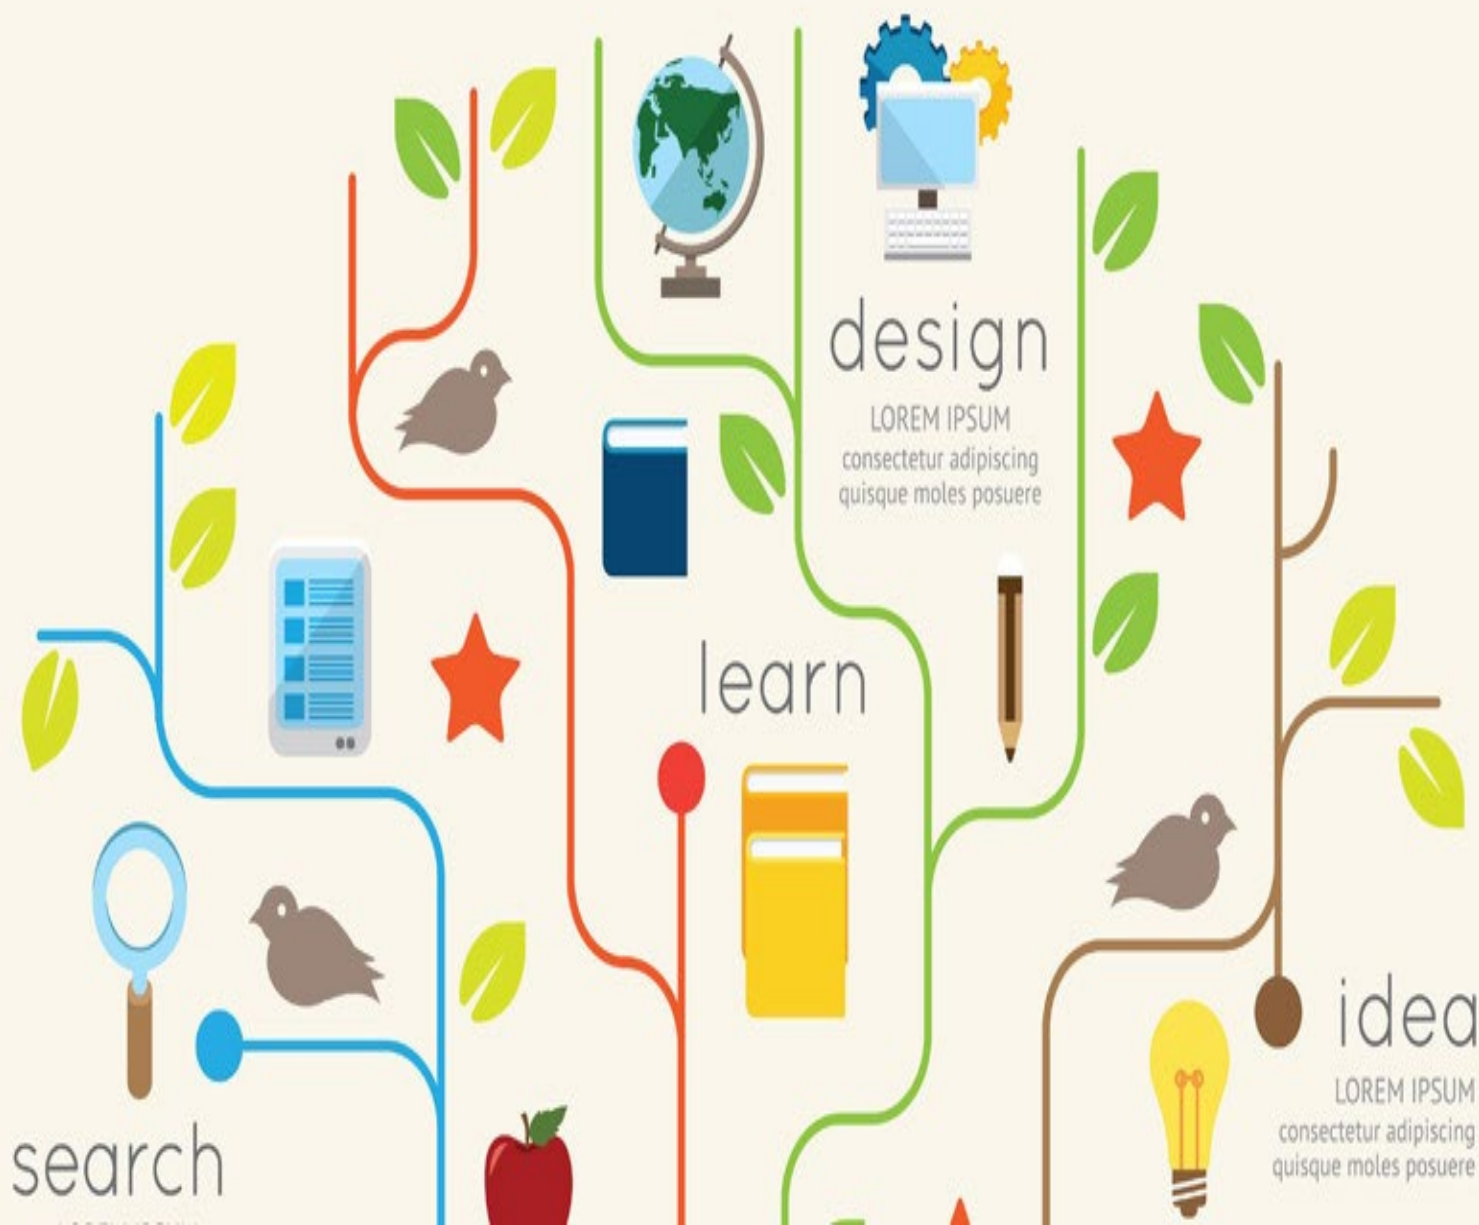 design
LOREM IPSUM
consectetur adipiscing
quisque moles posuere
learn
idea
LOREM IPSUM
consectetur adipiscing
quisque moles posuere
search